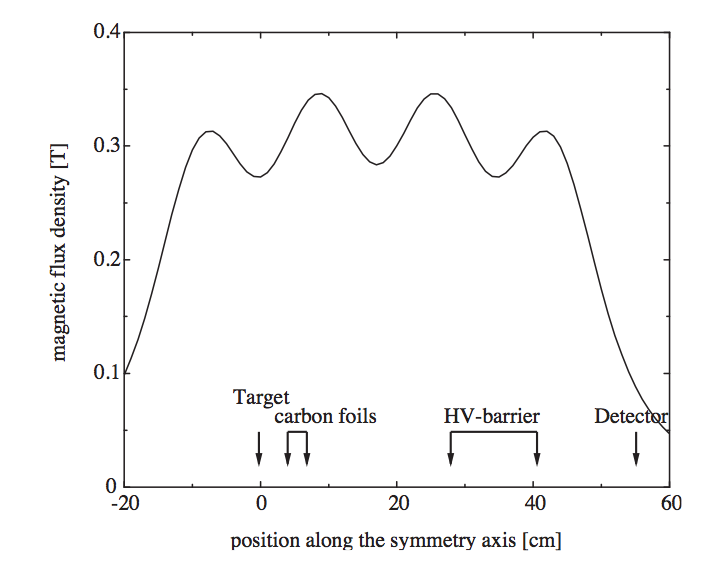 0.4
0.3
0.2
0.1
0
magnetic flux density [T]
Target
carbon foils
HV-barrier
Detector
-20
0
20
40
60
position along the symmetry axis [cm]